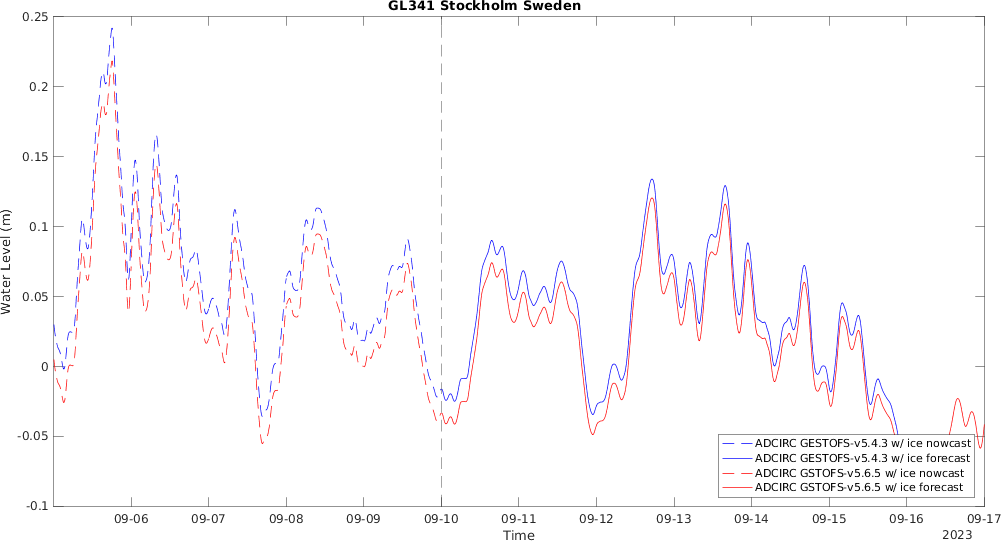 GL341 Stockholm Sweden
0.25
0.2
0.15
0.1
0.05
0
-0.05
-0.1
Water Level (m)
ADCIRC GESTOFS-v5.4.3 w/ ice nowcast
ADCIRC GESTOFS-v5.4.3 w/ ice forecast
ADCIRC GSTOFS-v5.6.5 w/ ice nowcast
ADCIRC GSTOFS-v5.6.5 w/ ice forecast
09-06 09-07 09-08 09-09 09-10 09-11 09-12 09-13 09-14 09-15 09-16 09-17
Time
2023